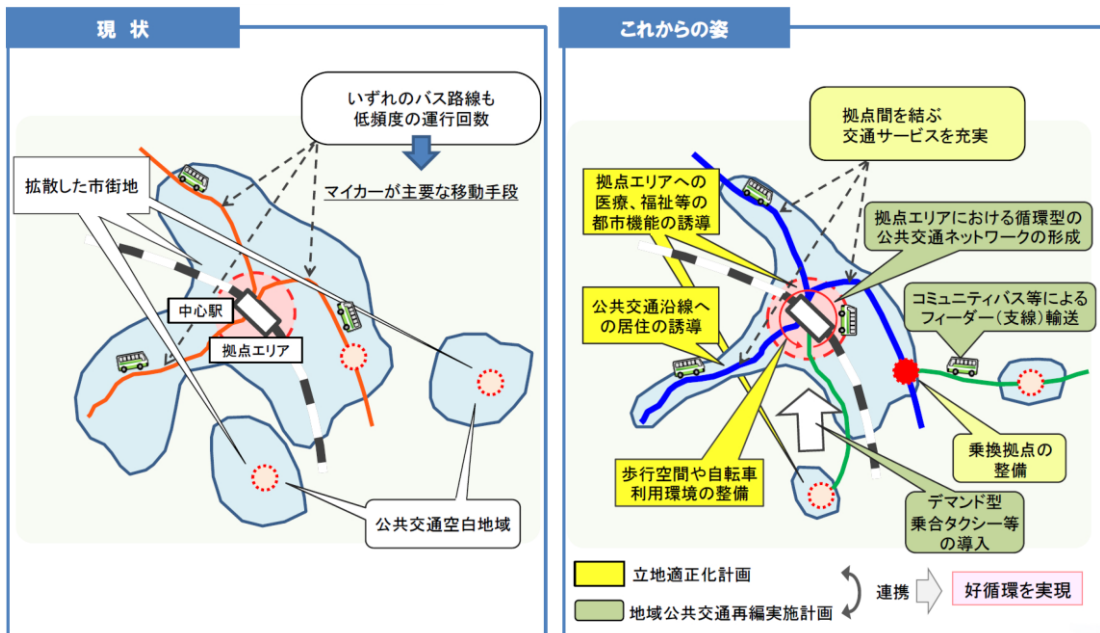 現 状
いずれのバス路線も
低頻度の運行回数
マイカーが主要な移動手段
拡散した市街地
中心駅
拠点エリア
公共交通空白地域
これからの姿
拠点間を結ぶ
交通サービスを充実
拠点エリアへの
医療、福祉等の
都市機能の誘導
拠点エリアにおける循環型の
公共交通ネットワークの形成
公共交通沿線へ
の居住の誘導
コミュニティバス等による
フィーダー(支線)輸送
歩行空間や自転車
利用環境の整備
乗換拠点の
整備
デマンド型
乗合タクシー等
の導入
立地適正化計画
地域公共交通再編実施計画
連携
好循環を実現